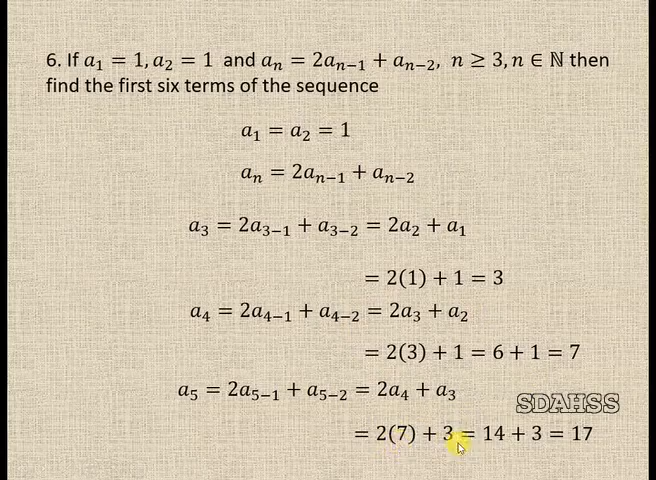 6. If a₁ = 1, a₂ = 1 and aₙ = 2aₙ₋₁ + aₙ₋₂, n ≥ 3, n ∈ ℕ then
find the first six terms of the sequence
a₁ = a₂ = 1
aₙ = 2aₙ₋₁ + aₙ₋₂
a₃ = 2a₃₋₁ + a₃₋₂ = 2a₂ + a₁
= 2(1) + 1 = 3
a₄ = 2a₄₋₁ + a₄₋₂ = 2a₃ + a₂
= 2(3) + 1 = 6 + 1 = 7
a₅ = 2a₅₋₁ + a₅₋₂ = 2a₄ + a₃
SDAHSS
= 2(7) + 3 = 14 + 3 = 17